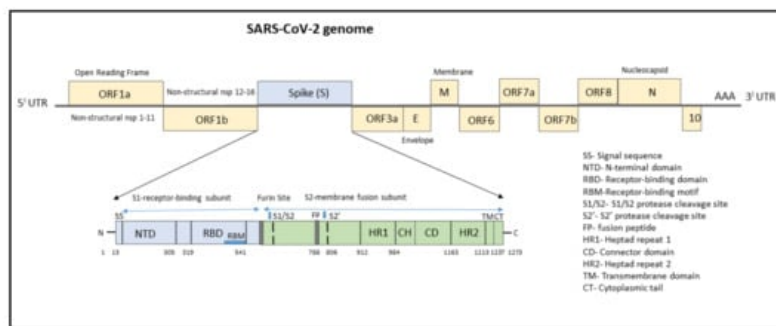 SARS-CoV-2 genome
Open Reading Frame
Membrane
Nucleocapsid
ORF1a
Non-structural nsp 12-16
Spike (S)
M
ORF7a
ORF8
N
AAA
5' UTR
3' UTR
Non-structural nsp 1-11
ORF1b
ORF3a
E
ORF6
ORF7b
10
Envelope
S1-receptor-binding subunit
Furin Site
S2-membrane fusion subunit
SS
S1/S2
FP
S2'
TM
CT
N
NTD
RBD
RBM
HR1
CH
CD
HR2
C
1 13 305 319 541 788 806 912 984 1163 1213 1237 1273
SS- Signal sequence
NTD- N-terminal domain
RBD- Receptor-binding domain
RBM-Receptor-binding motif
S1/S2- S1/S2 protease cleavage site
S2'- S2' protease cleavage site
FP- fusion peptide
HR1- Heptad repeat 1
CD- Connector domain
HR2- Heptad repeat 2
TM- Transmembrane domain
CT- Cytoplasmic tail